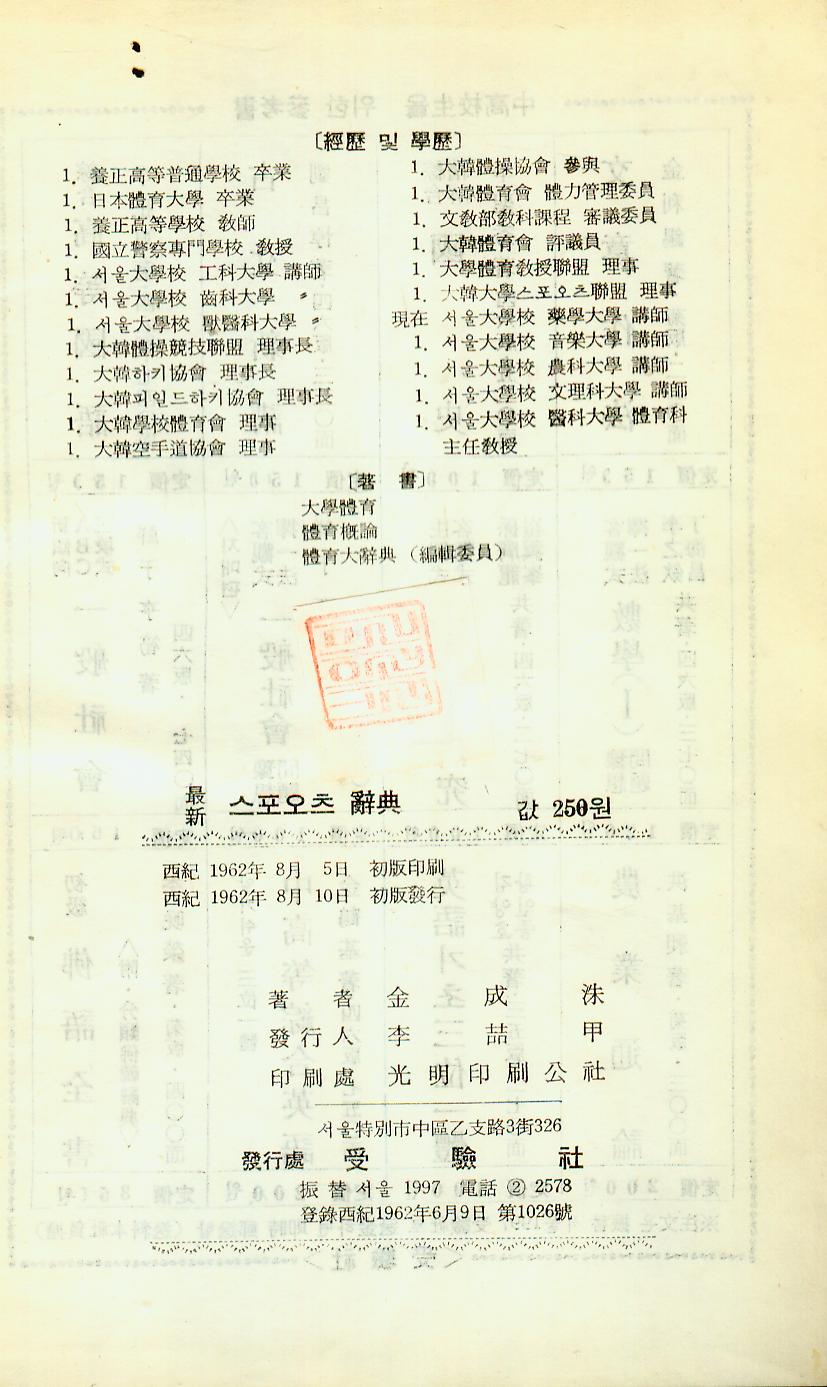 〔經歷 및 學歷〕
1. 養正高等普通學校 卒業
1. 日本體育大學 卒業
1. 養正高等學校 敎師
1. 國立警察專門學校 敎授
1. 서울大學校 工科大學 講師
1. 서울大學校 齒科大學 〃
1. 서울大學校 獸醫科大學 〃
1. 大韓體操競技聯盟 理事長
1. 大韓하키協會 理事長
1. 大韓피일드하키協會 理事長
1. 大韓學校體育會 理事
1. 大韓空手道協會 理事
1. 大韓體操協會 參與
1. 大韓體育會 體力管理委員
1. 文敎部敎科課程 審議委員
1. 大韓體育會 評議員
1. 大學體育敎授聯盟 理事
1. 大韓大學스포오츠聯盟 理事
現在 서울大學校 藥學大學 講師
1. 서울大學校 音樂大學 講師
1. 서울大學校 農科大學 講師
1. 서울大學校 文理科大學 講師
1. 서울大學校 醫科大學 體育科
主任敎授
〔著 書〕
大學體育
體育槪論
體育大辭典 (編輯委員)
最新 스포오츠 辭典 값 250원
西紀 1962年 8月 5日 初版印刷
西紀 1962年 8月 10日 初版發行
著者 金成洙
發行人 李喆甲
印刷處 光明印刷公社
서울特別市中區乙支路3街326
發行處 受驗社
振替서울 1997 電話 ② 2578
登錄西紀1962年6月9日 第1026號